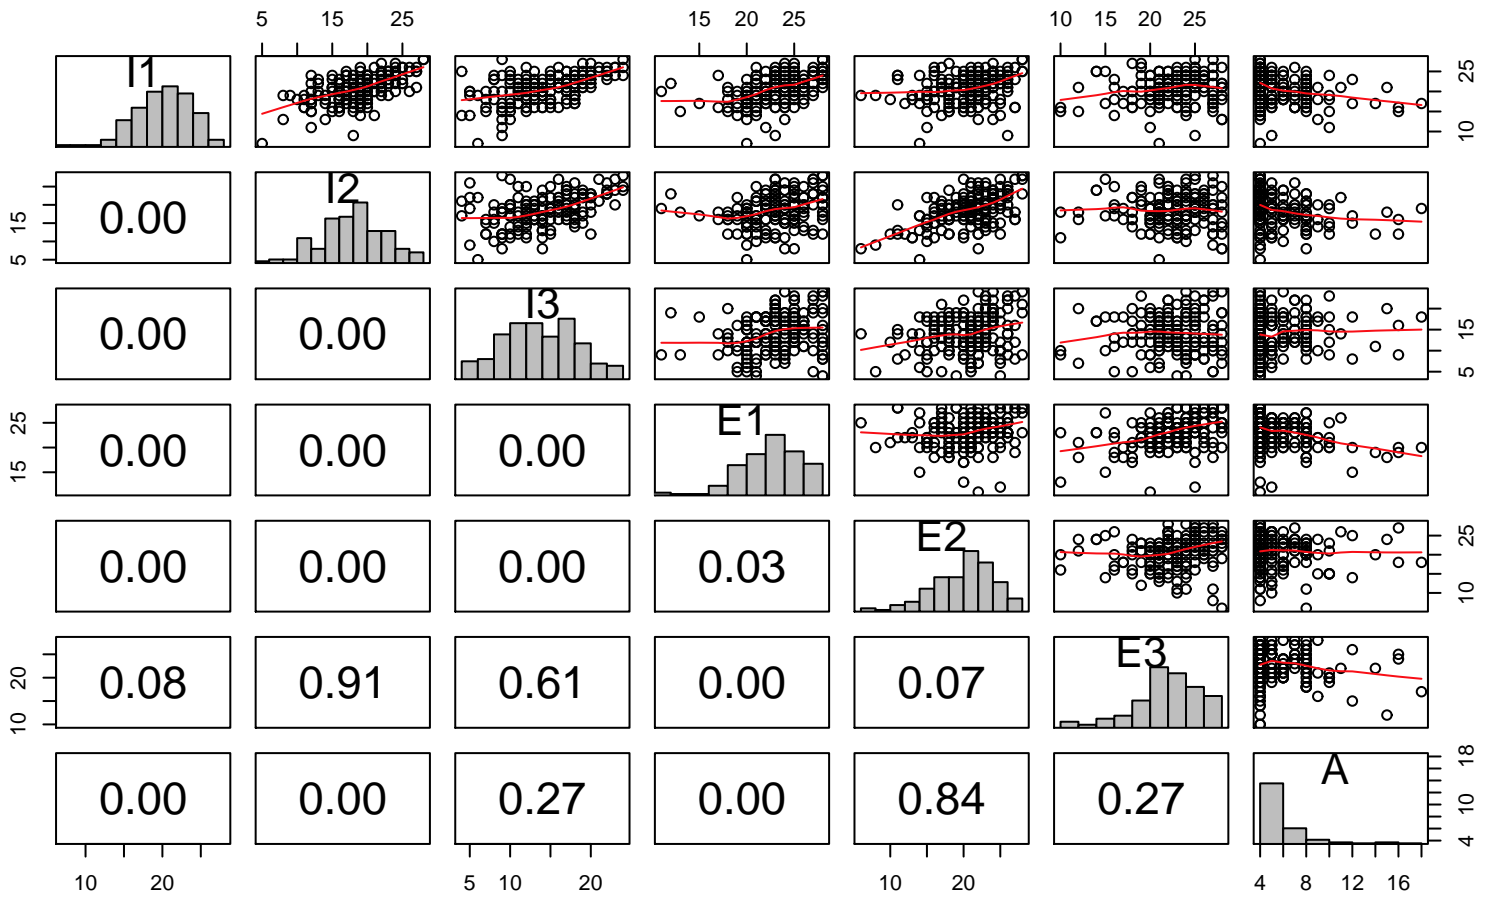 5 15 25 15 20 25 10 15 20 25
I1 10 25
5 15 0.00 I2
0.00 0.00 I3 5 15
15 25 0.00 0.00 0.00 E1
0.00 0.00 0.00 0.03 E2 10 25
10 20 0.08 0.91 0.61 0.00 0.07 E3
0.00 0.00 0.27 0.00 0.84 0.27 A 4 10 18
10 20 5 10 20 10 20 4 8 12 16